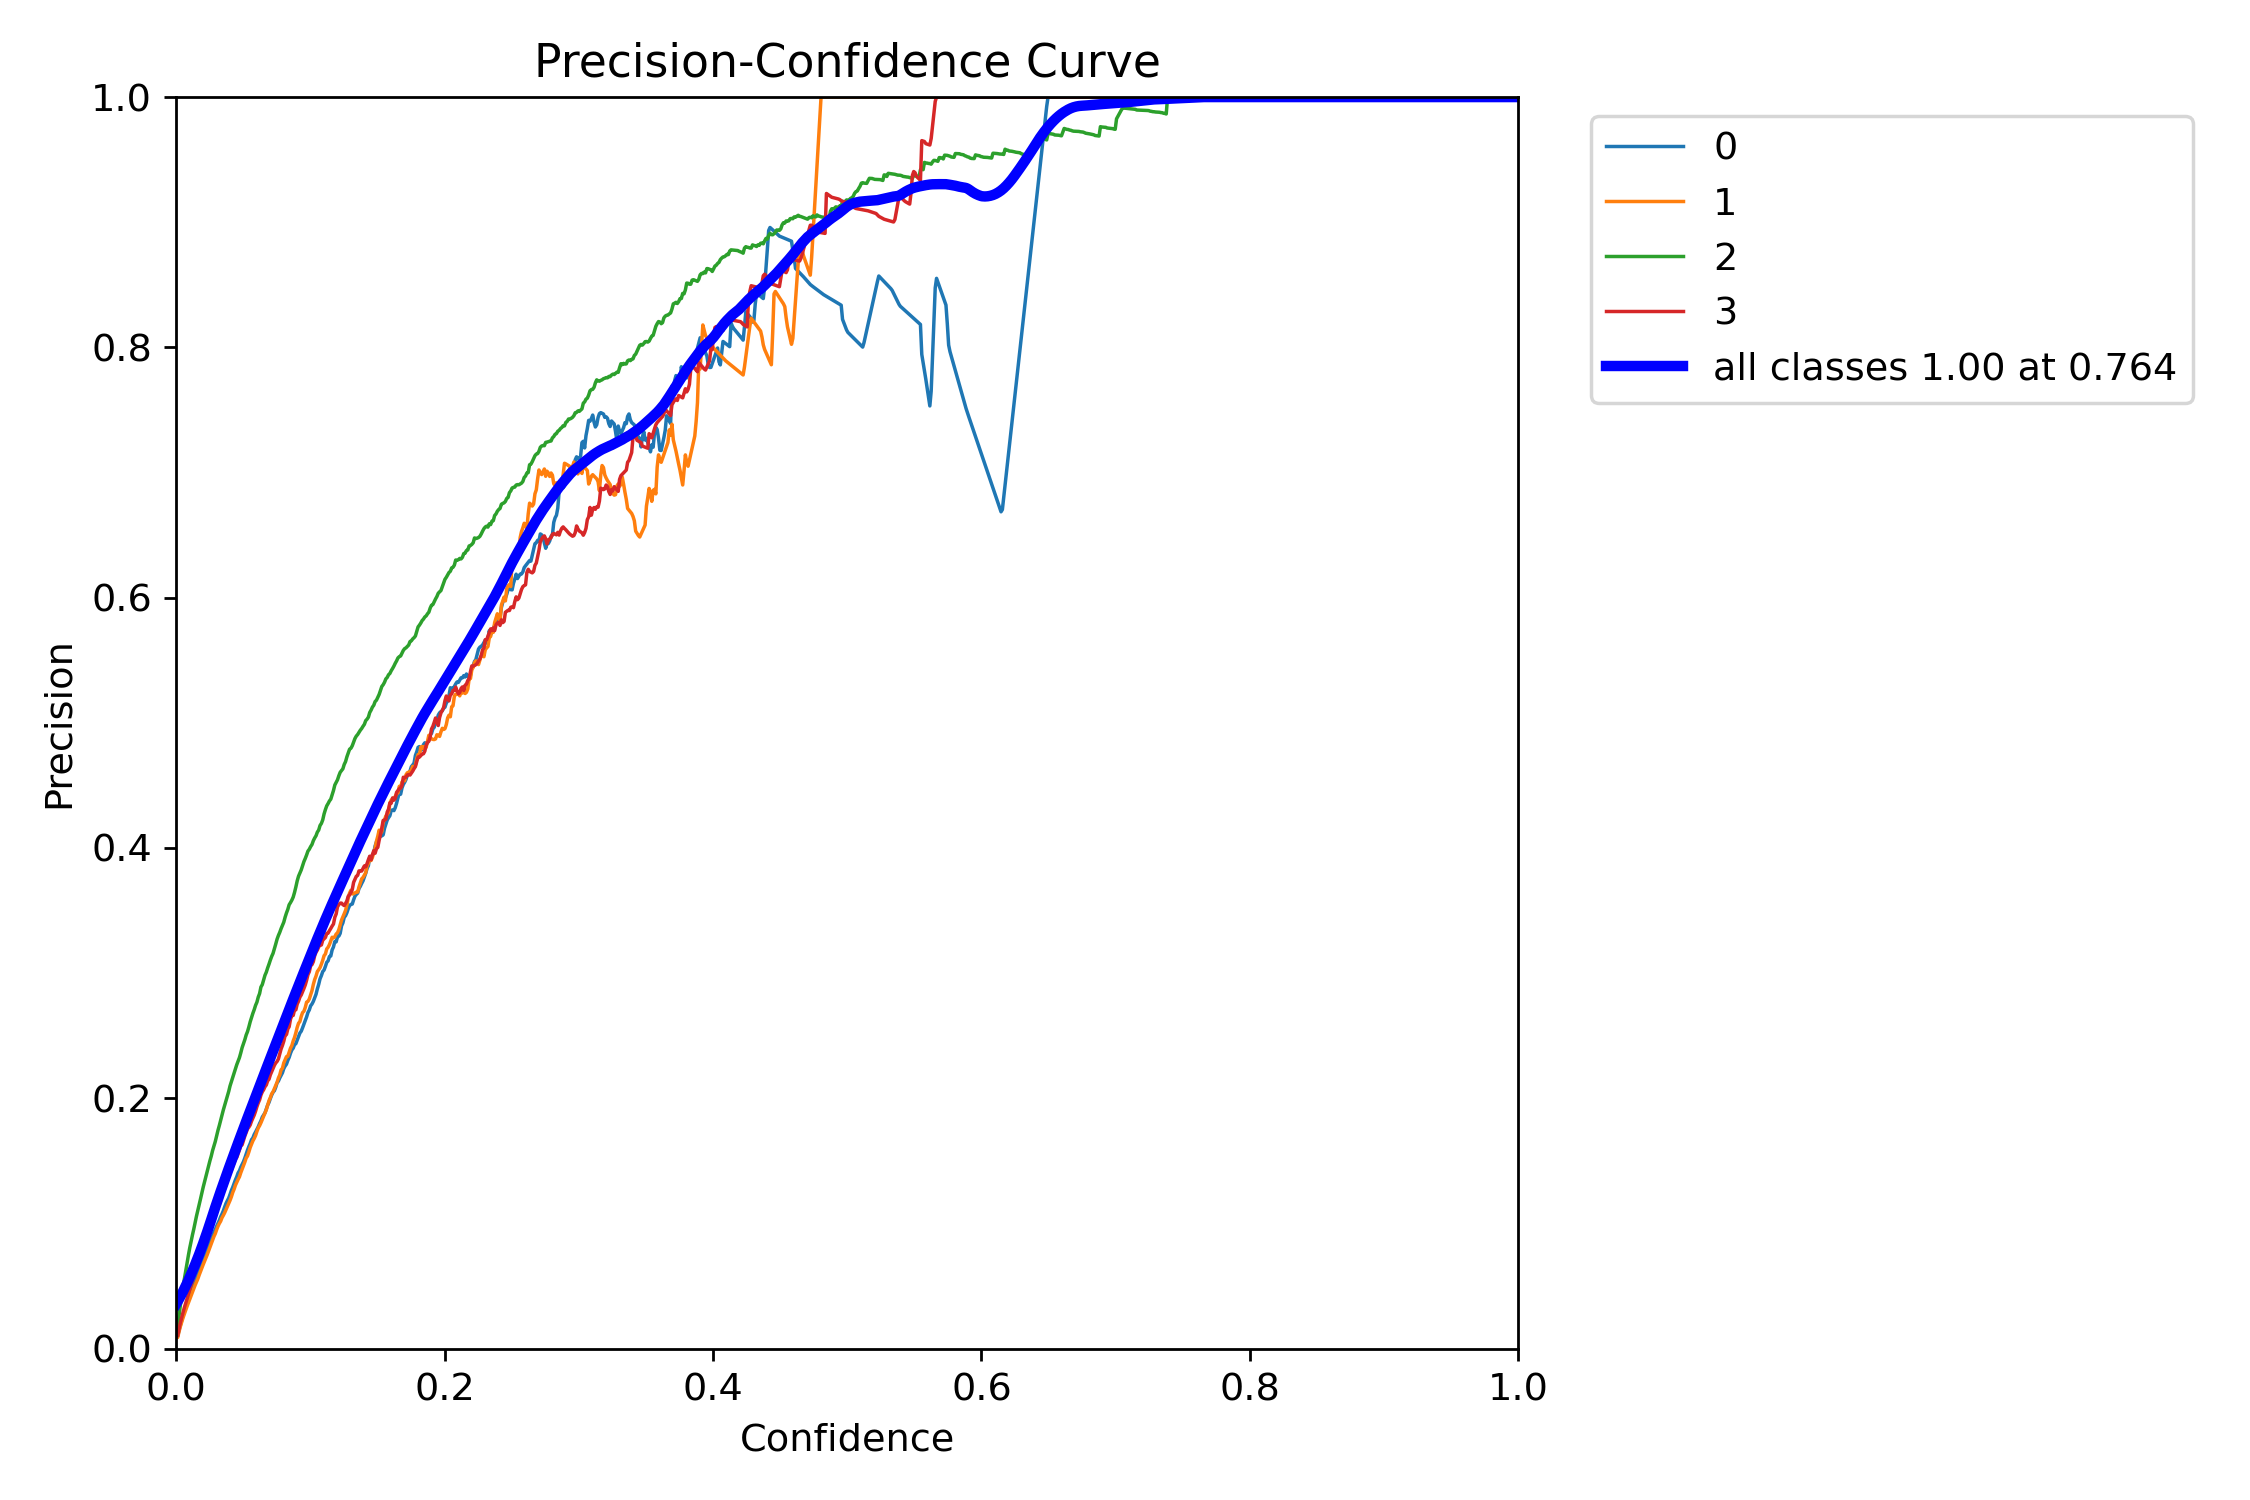 Precision-Confidence Curve
1.0
0.8
0.6
0.4
0.2
0.0
Precision
0.0 0.2 0.4 0.6 0.8 1.0
Confidence
0
1
2
3
all classes 1.00 at 0.764